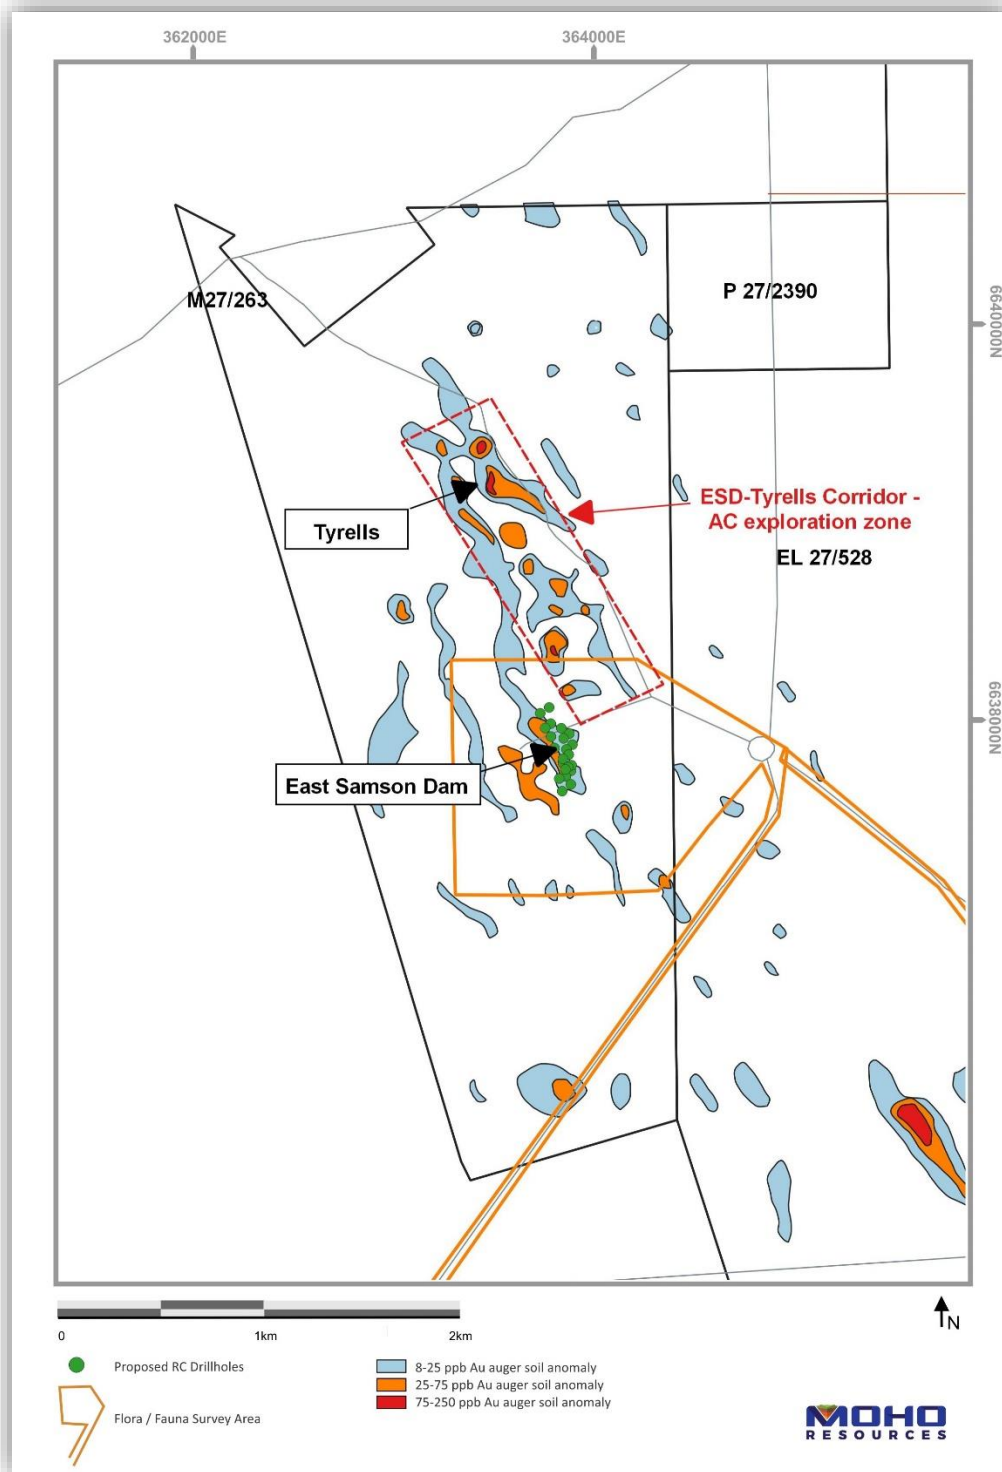 362000E
364000E
M27/263
P 27/2390
6640000N
Tyrells
ESD-Tyrells Corridor -
AC exploration zone
EL 27/528
6638000N
East Samson Dam
0
1km
2km
N
Proposed RC Drillholes
Flora / Fauna Survey Area
8-25 ppb Au auger soil anomaly
25-75 ppb Au auger soil anomaly
75-250 ppb Au auger soil anomaly
MOHO
RESOURCES